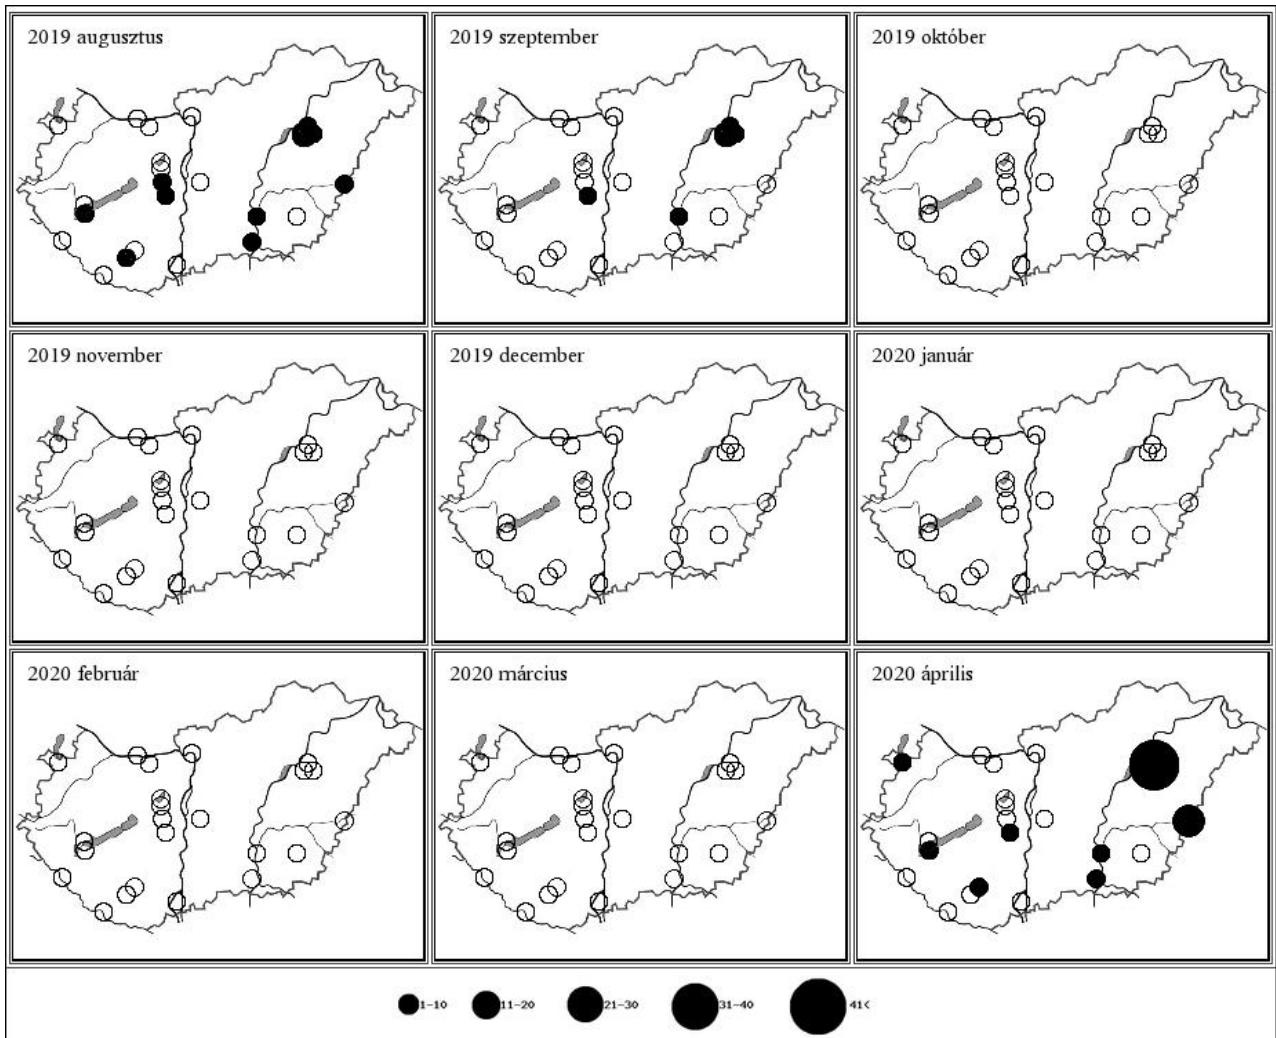 2019 augusztus
2019 szeptember
2019 október
2019 november
2019 december
2020 január
2020 február
2020 március
2020 április
1-10 11-20 21-30 31-40 41<